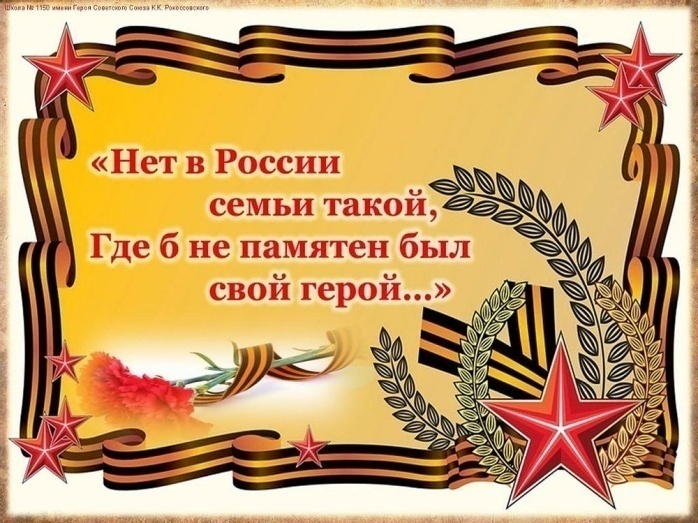 Школа № 1150 имени Героя Советского Союза К.К. Рокоссовского
«Нет в России
семьи такой,
Где б не памятен был
свой герой...»